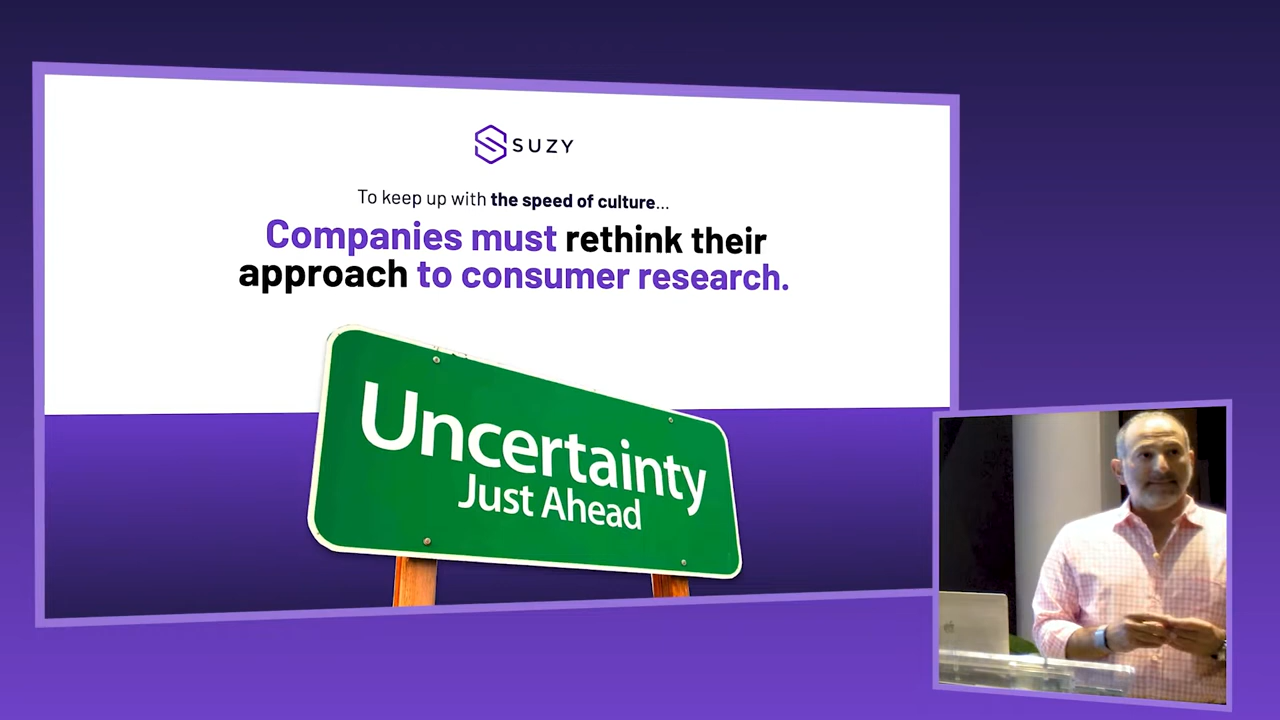 SUZY
To keep up with the speed of culture...
Companies must rethink their
approach to consumer research.
Uncertainty
Just Ahead